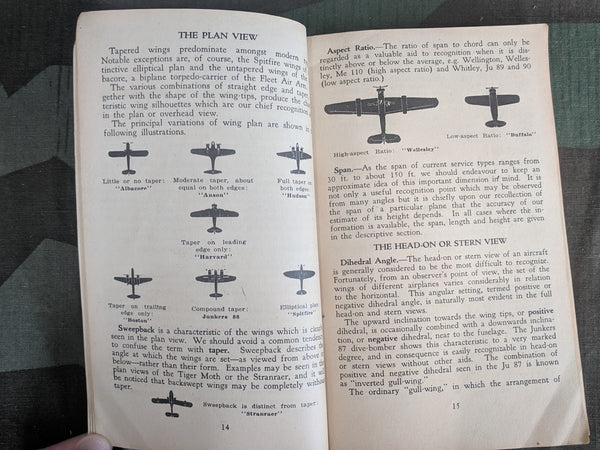 THE PLAN VIEW
Tapered wings predominate amongst modern
Notable exceptions are, of course, the Spitfire wings
tinctive elliptical plan and the untapered wings of the
bacore, a biplane torpedo-carrier of the Fleet Air Arm.
The various combinations of straight edge and taper,
gether with the shape of the wing-tips, produce the
teristic wing silhouettes which are our chief recognition
in the plan or overhead view.
The principal variations of wing plan are shown in
following illustrations.
Little or no taper:
"Albacore"
Moderate taper, about
equal on both edges:
"Anson"
Full taper
both edges:
"Hudson"
Taper on leading
edge only:
"Harvard"
Taper on trailing
edge only:
"Boston"
Compound taper:
Junkers 88
Elliptical plan
"Spitfire"
Sweepback is a characteristic of the wings which is clearly
seen in the plan view. We should avoid a common tendency
to confuse the term with taper. Sweepback describes the
angle at which the wings are set—as viewed from above or
below—rather than their form. Examples may be seen in the
plan views of the Tiger Moth or the Stranraer, and it will
be noticed that backswept wings may be completely without
taper.
Sweepback is distinct from taper:
"Stranraer"
14
Aspect Ratio.—The ratio of span to chord can only be
regarded as a valuable aid to recognition when it is dis-
tinctly above or below the average, e.g. Wellington, Welles-
ley, Me 110 (high aspect ratio) and Whitley, Ju 89 and 90
(low aspect ratio.)
High-aspect Ratio: "Wellesley"
Low-aspect Ratio: "Buffalo"
Span.—As the span of current service types ranges from
30 ft. to about 150 ft. we should endeavour to keep an
approximate idea of this important dimension in mind. It is
not only a useful recognition point which may be observed
from many angles but it is chiefly upon our recollection of
the span of a particular plane that the accuracy of our
estimate of its height depends. In all cases where the in-
formation is available, the span, length and height are given
in the descriptive section.
THE HEAD-ON OR STERN VIEW
Dihedral Angle.—The head-on or stern view of an aircraft
is generally considered to be the most difficult to recognize.
Fortunately, from an observer's point of view, the set of the
wings of different airplanes varies considerably in relation
to the horizontal. This angular setting, termed positive or
negative dihedral angle, is naturally most evident in the full
head-on and stern views.
The upward inclination towards the wing tips, or positive
dihedral, is occasionally combined with a downwards inclina-
tion, or negative dihedral, near to the fuselage. The Junkers
87 dive-bomber shows this characteristic to a very marked
degree, and in consequence is easily recognizable in head-on
or stern views without other aids. The combination of
positive and negative dihedral seen in the Ju 87 is known
as "inverted gull-wing."
The ordinary "gull-wing," in which the arrangement of
15